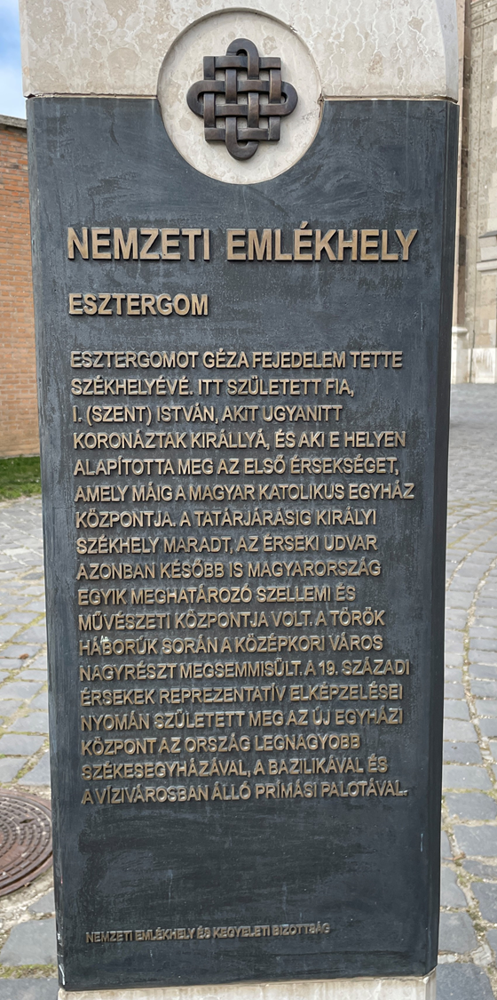 NEMZETI EMLÉKHELY
ESZTERGOM
ESZTERGOMOT GÉZA FEJEDELEM TETTE
SZÉKHELYÉVÉ. ITT SZÜLETETT FIA,
I. (SZENT) ISTVÁN, AKIT UGYANITT
KORONÁZTAK KIRÁLLYÁ, ÉS AKI E HELYEN
ALAPÍTOTTA MEG AZ ELSŐ ÉRSEKSÉGET,
AMELY MÁIG A MAGYAR KATOLIKUS EGYHÁZ
KÖZPONTJA. A TATÁRJÁRÁSIG KIRÁLYI
SZÉKHELY MARADT, AZ ÉRSEKI UDVAR
AZONBAN KÉSŐBB IS MAGYARORSZÁG
EGYIK MEGHATÁROZÓ SZELLEMI ÉS
MŰVÉSZETI KÖZPONTJA VOLT. A TÖRÖK
HÁBORÚK SORÁN A KÖZÉPKORI VÁROS
NAGYRÉSZT MEGSEMMISÜLT. A 19. SZÁZADI
ÉRSEKEK REPREZENTATÍV ELKÉPZELÉSEI
NYOMÁN SZÜLETETT MEG AZ ÚJ EGYHÁZI
KÖZPONT AZ ORSZÁG LEGNAGYOBB
SZÉKESEGYHÁZÁVAL, A BAZILIKÁVAL ÉS
A VÍZIVÁROSBAN ÁLLÓ PRÍMÁSI PALOTÁVAL.
NEMZETI EMLÉKHELY ÉS KEGYELETI BIZOTTSÁG